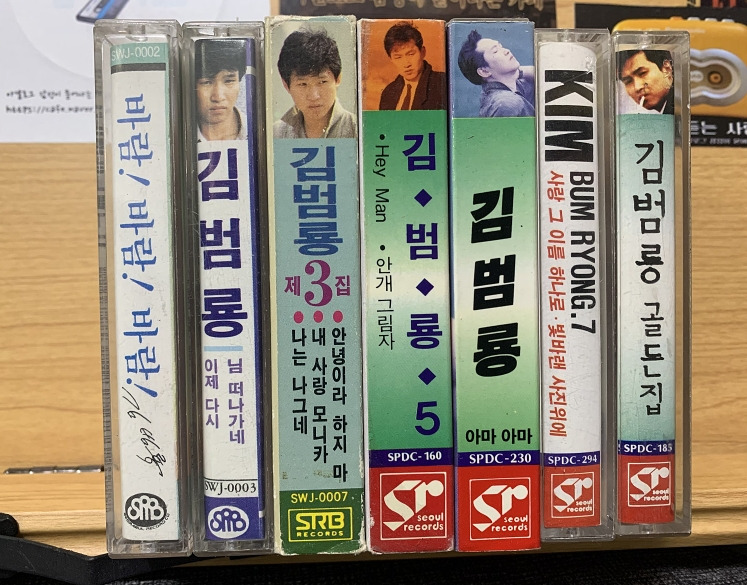 SWJ-0002
바람! 바람! 바람!
SRB
김범룡
님 떠나가네
이제 다시
SWJ-0003
SRB
김범룡
제3집
안녕이라 하지 마
내 사랑 모니카
나는 나그네
SWJ-0007
SRB
RECORDS
김◆범◆룡◆5
•Hey Man •안개 그림자
SPDC-160
sr
seoul
records
김범룡
아마 아마
SPDC-230
sr
seoul
records
KIM BUM RYONG.7
사랑 그 이름 하나로·빛바랜 사진위에
SPDC-294
sr
seoul
records
김범룡 골든집
SPDC-185
sr
seoul
records